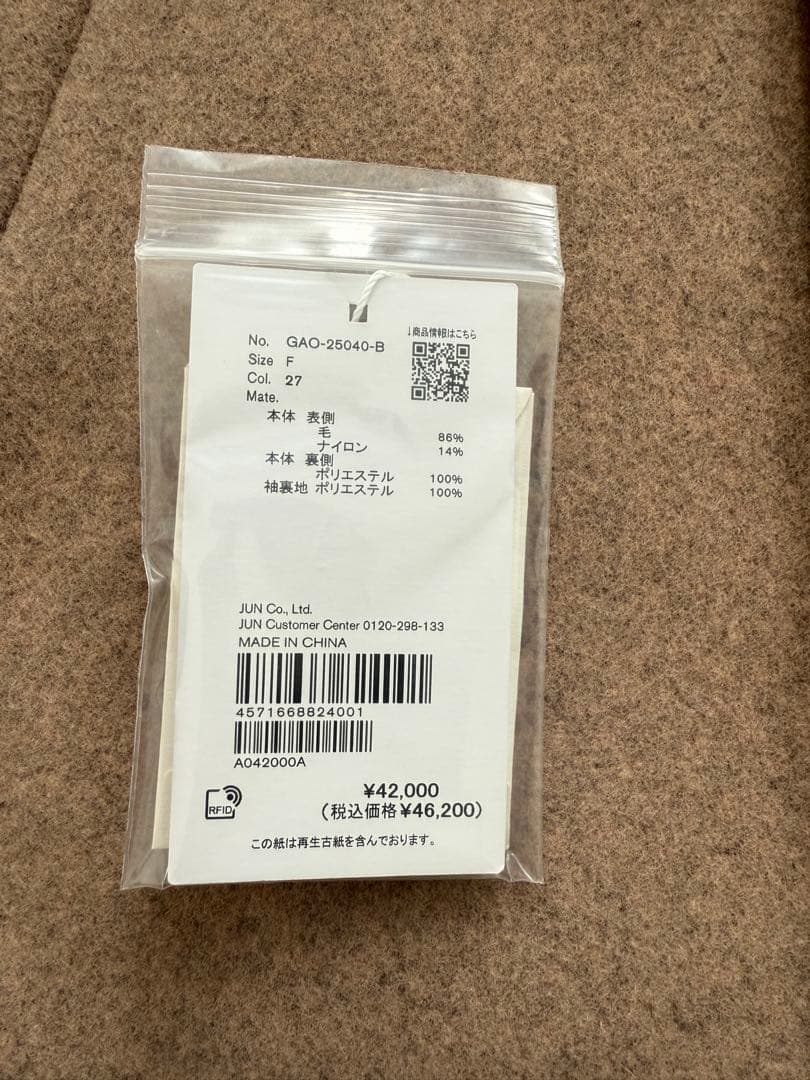 ↓商品情報はこちら
No. GAO-25040-B
Size F
Col. 27
Mate.
本体 表側
毛 86%
ナイロン 14%
本体 裏側
ポリエステル 100%
袖裏地 ポリエステル 100%
JUN Co., Ltd.
JUN Customer Center 0120-298-133
MADE IN CHINA
4571668824001
A042000A
RFID
¥42,000
(税込価格¥46,200)
この紙は再生古紙を含んでおります。